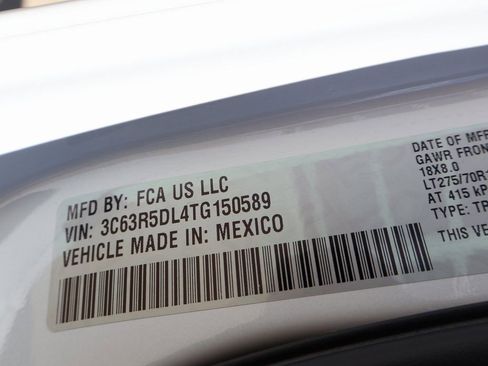 MFD BY: FCA US LLC
VIN: 3C63R5DL4TG150589
VEHICLE MADE IN: MEXICO
DATE OF MFR
GAWR FRON
18X8.0
LT275/70R1
AT 415 KP
TYPE: TR
THIS VE